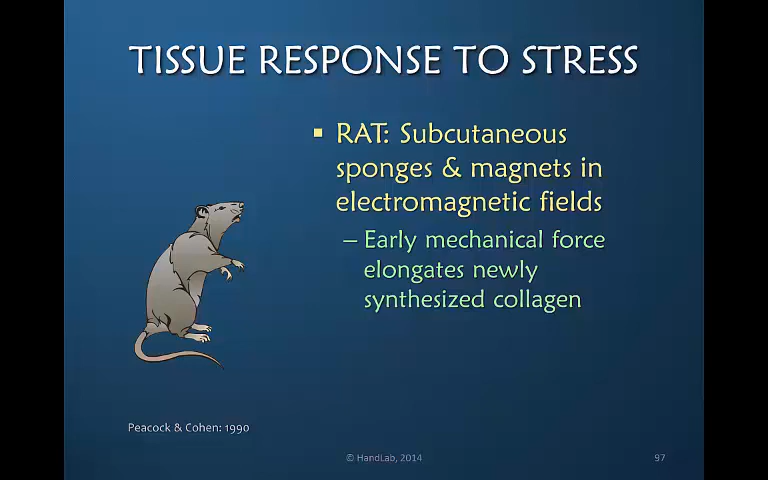 TISSUE RESPONSE TO STRESS
▪ RAT: Subcutaneous
sponges & magnets in
electromagnetic fields
– Early mechanical force
elongates newly
synthesized collagen
Peacock & Cohen: 1990
© HandLab, 2014
97